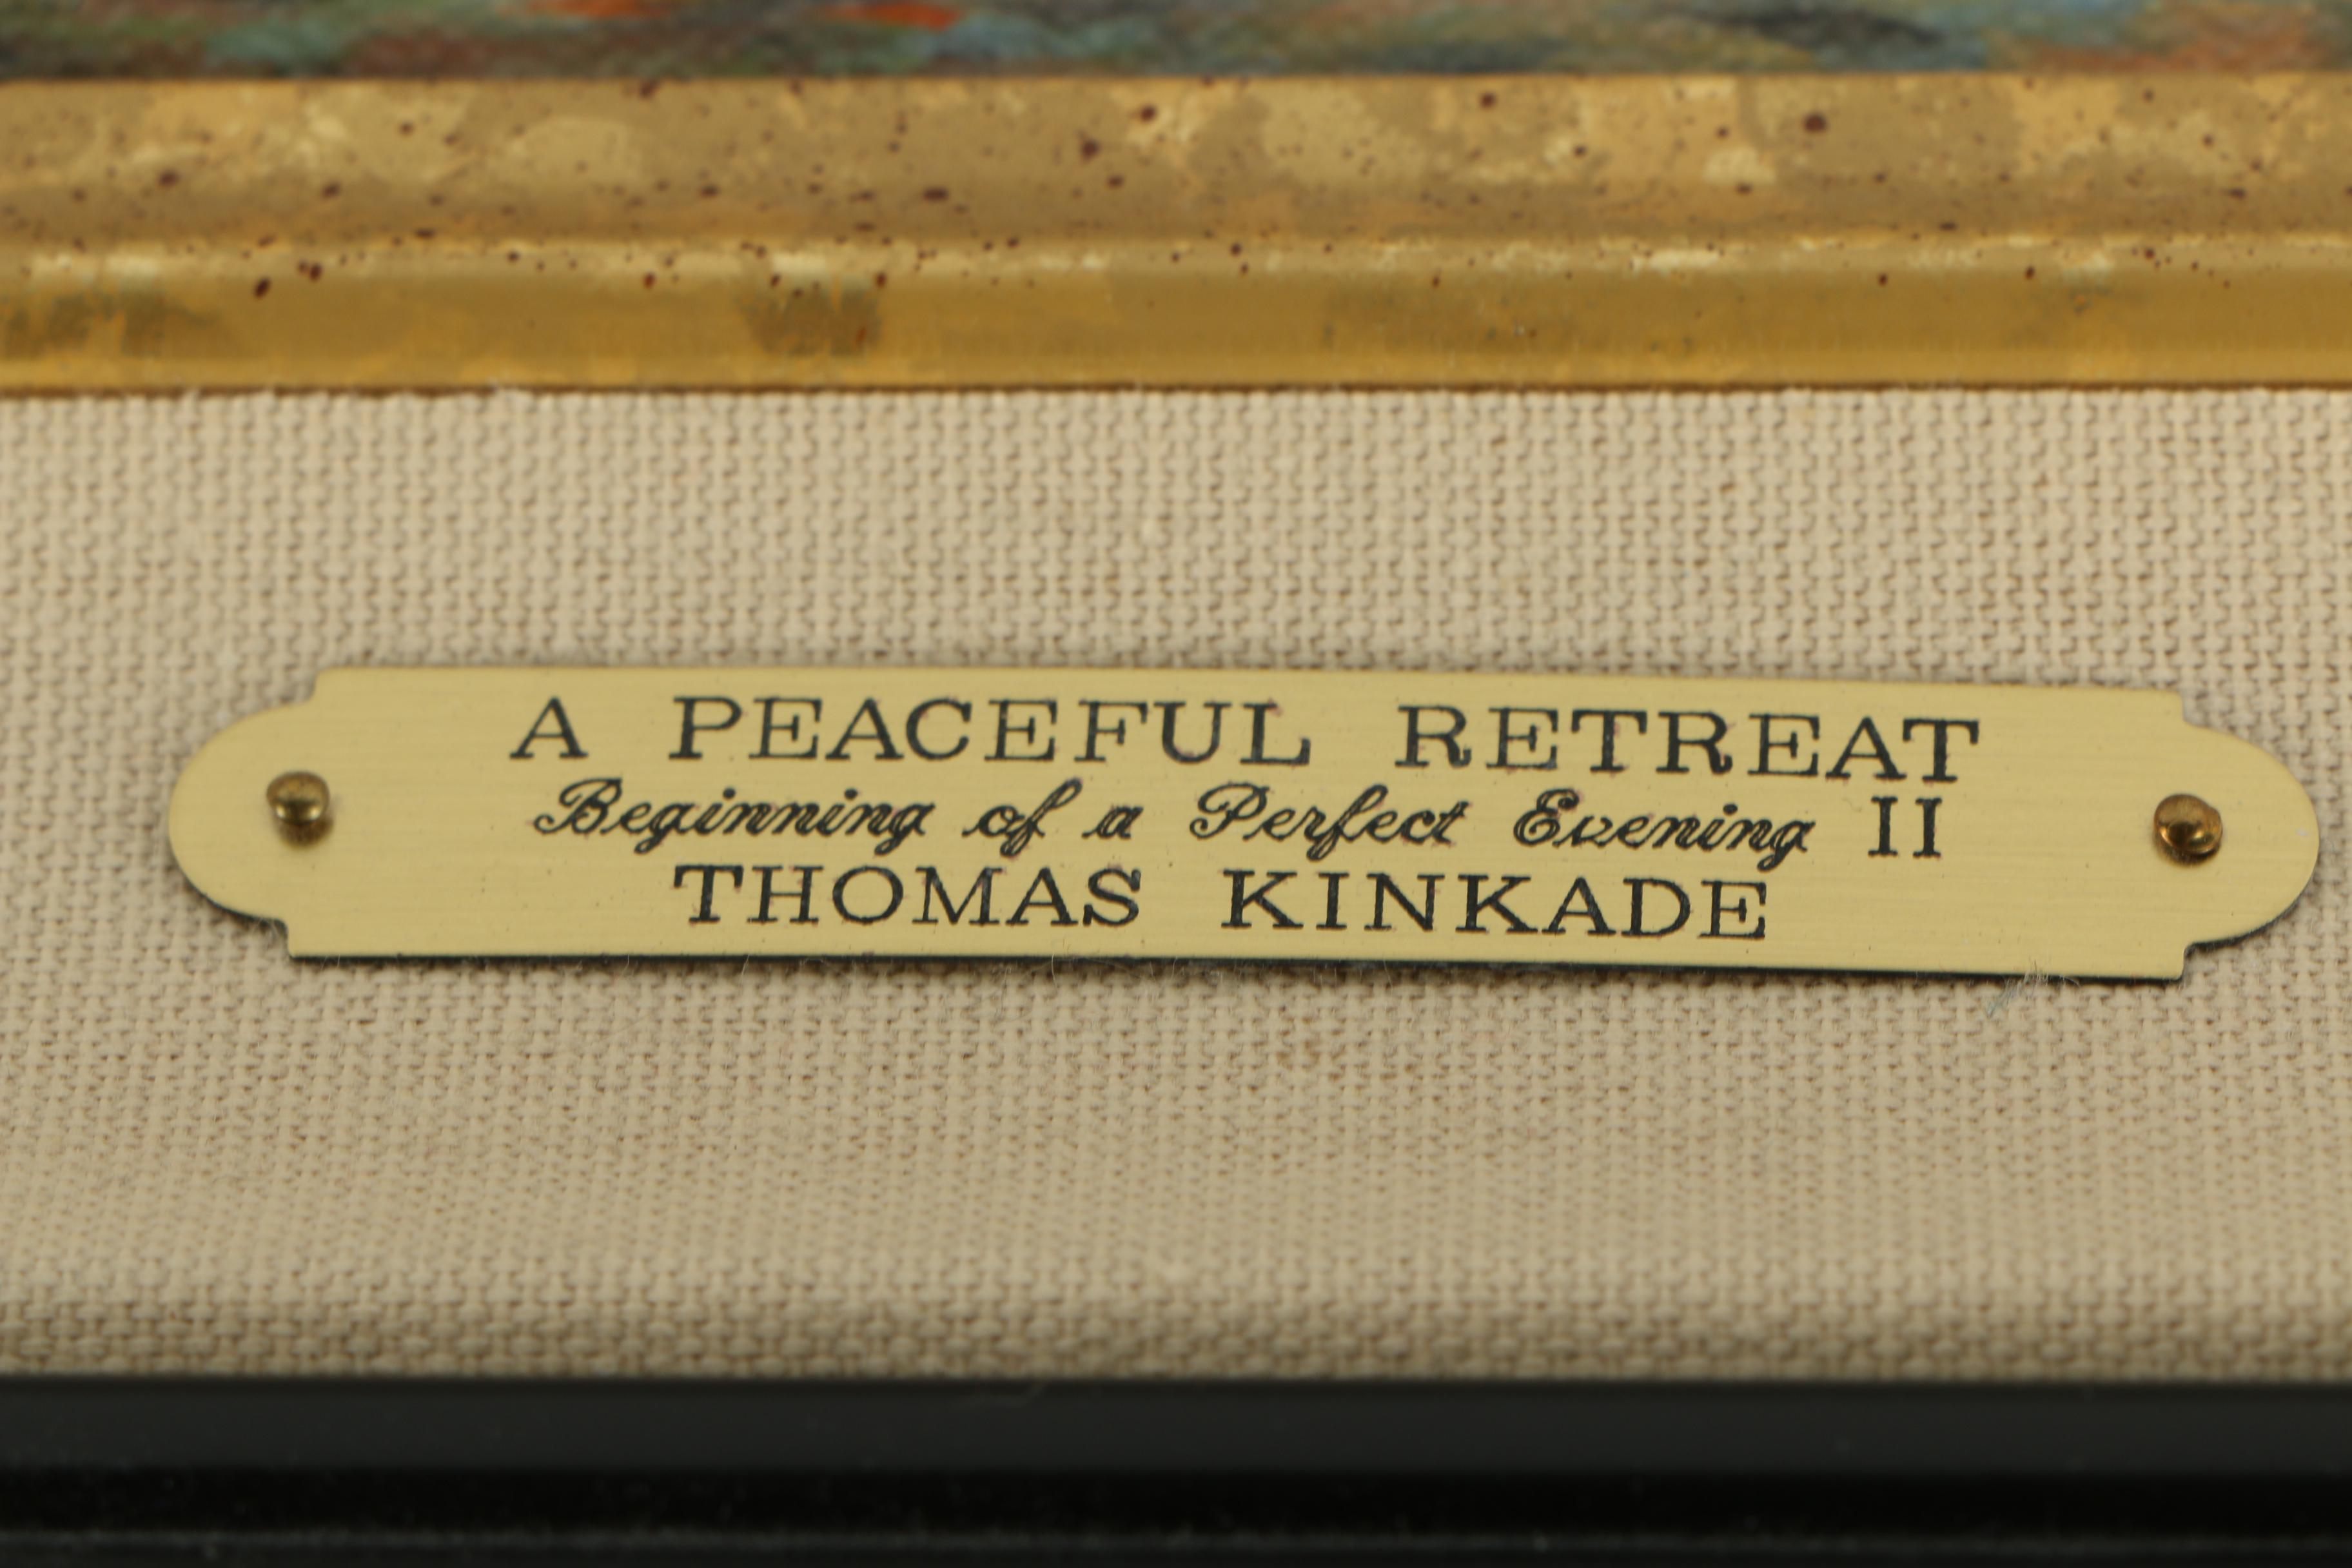 A PEACEFUL RETREAT
Beginning of a Perfect Evening II
THOMAS KINKADE